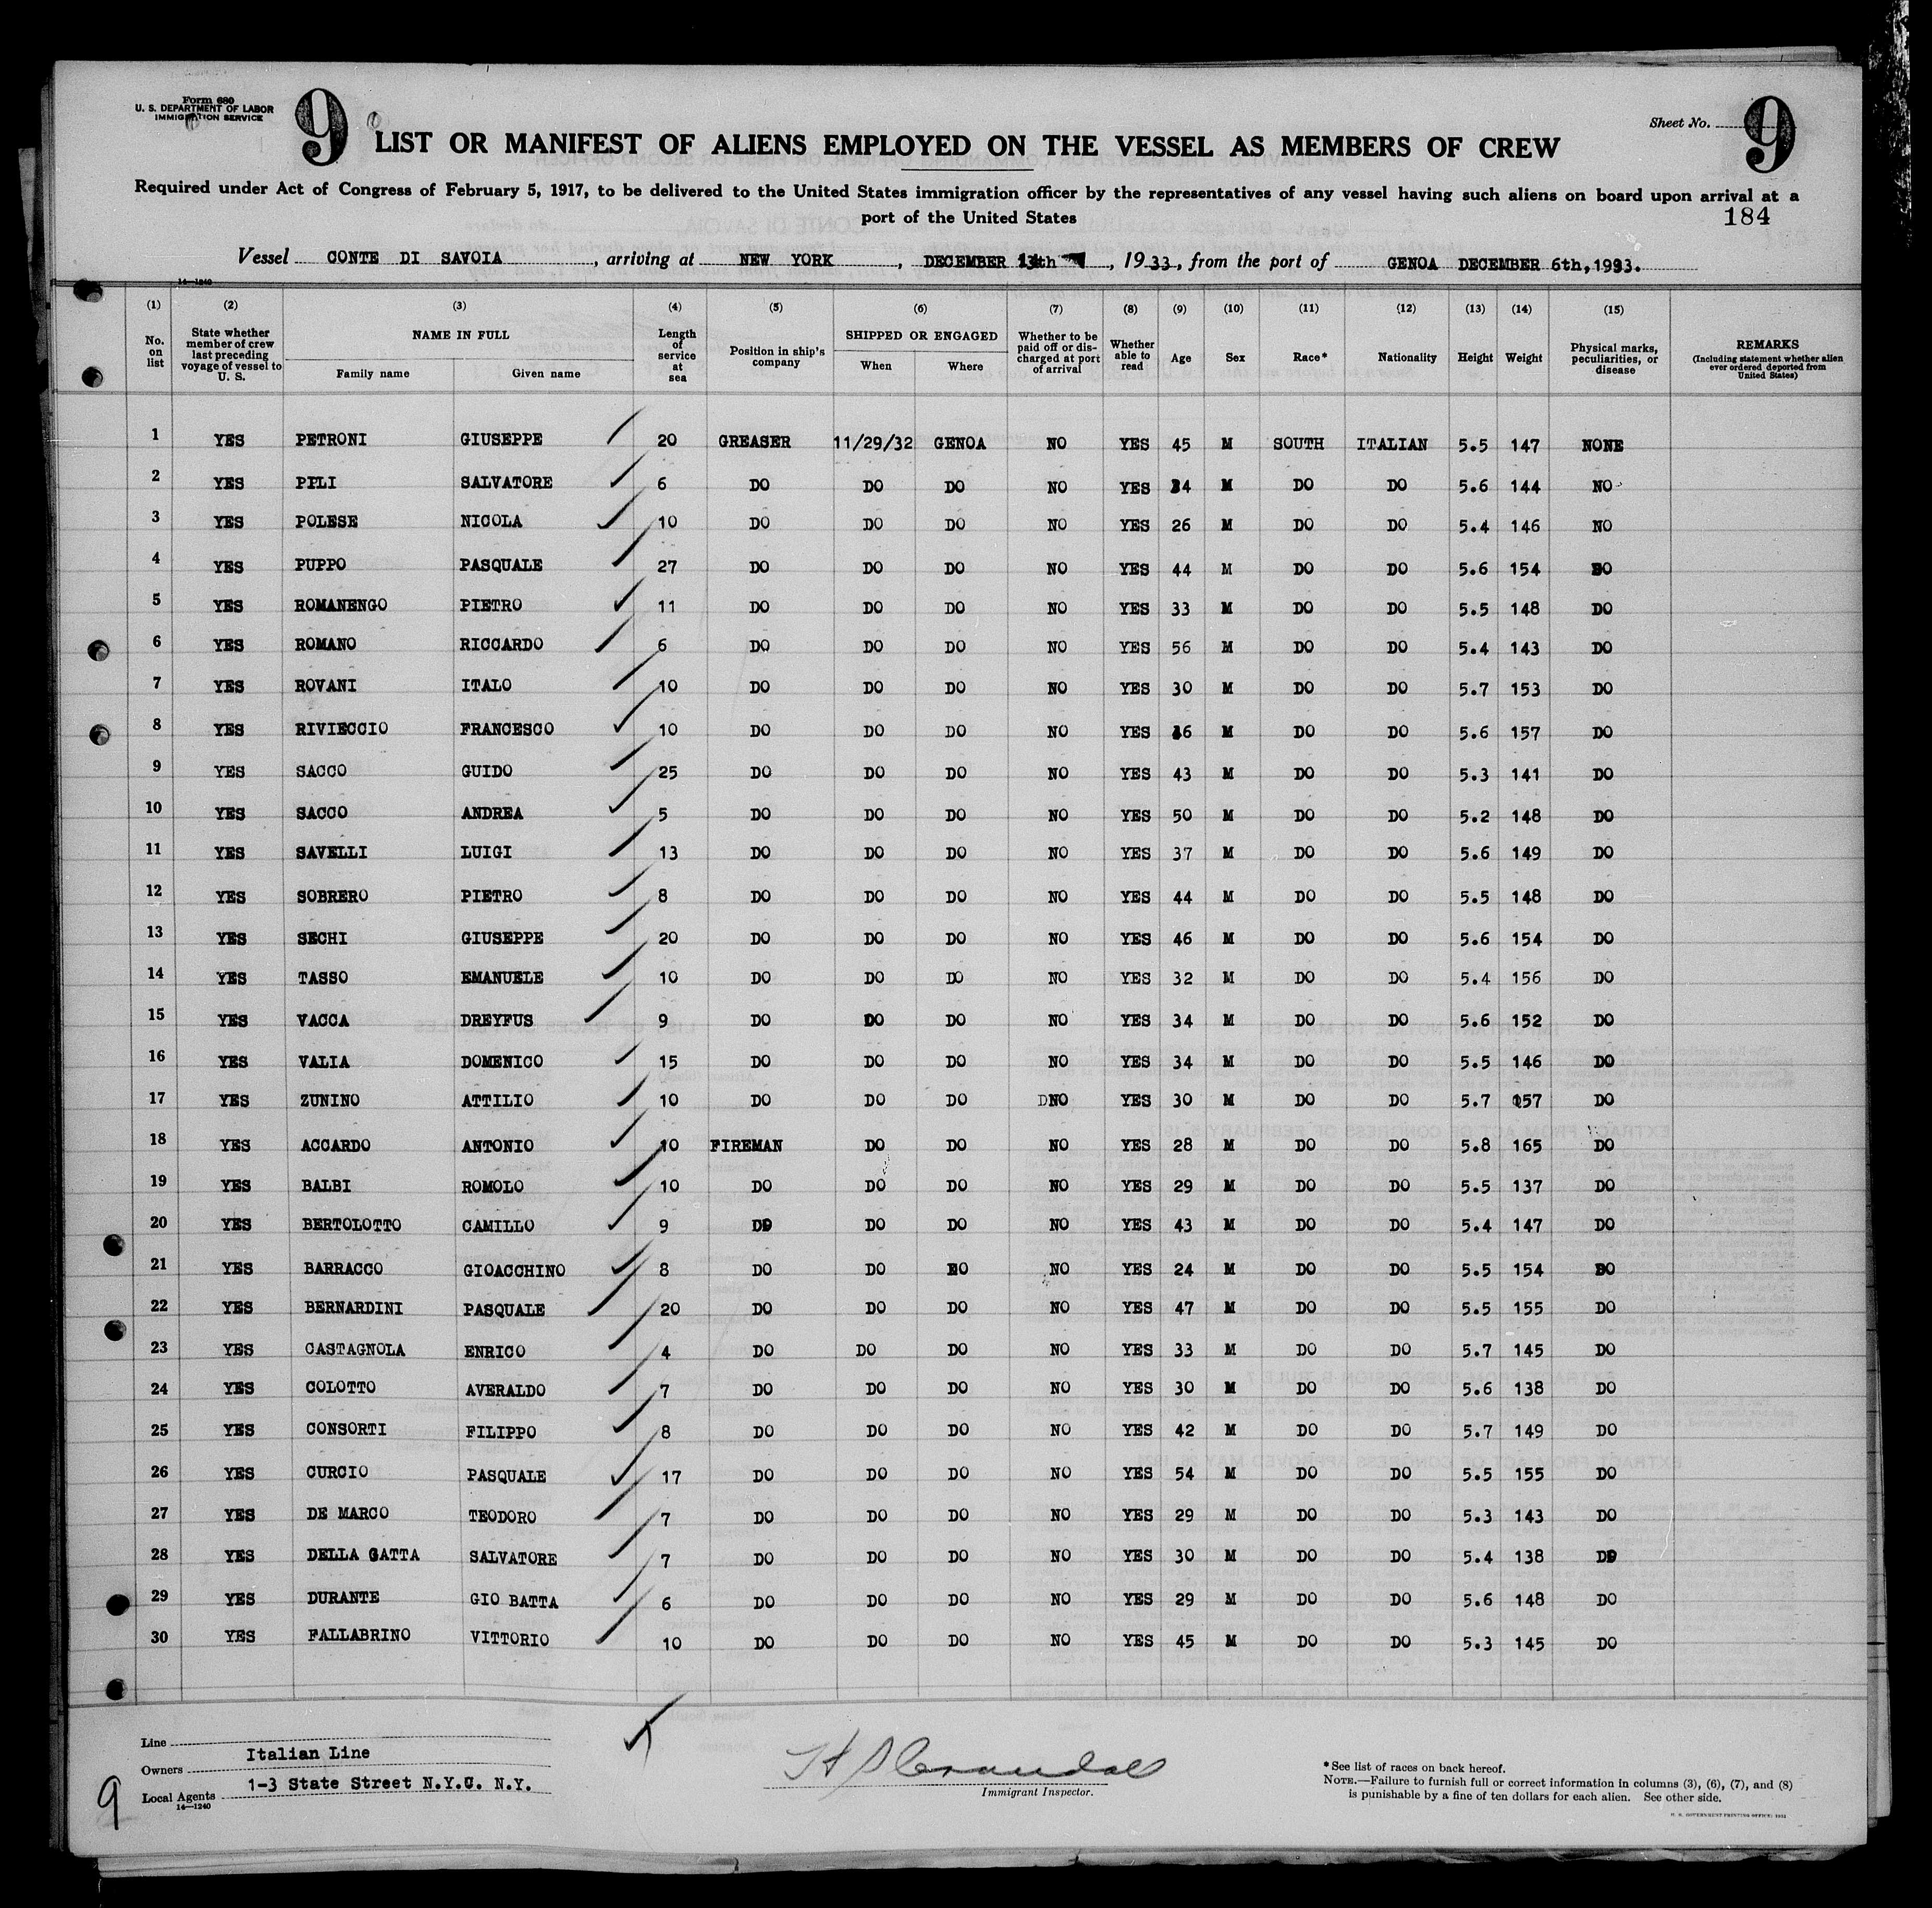 Form 680
U. S. DEPARTMENT OF LABOR
IMMIGRATION SERVICE
9
Sheet No. 9
LIST OR MANIFEST OF ALIENS EMPLOYED ON THE VESSEL AS MEMBERS OF CREW
Required under Act of Congress of February 5, 1917, to be delivered to the United States immigration officer by the representatives of any vessel having such aliens on board upon arrival at a
port of the United States
184
Vessel CONTE DI SAVOIA, arriving at NEW YORK, DECEMBER 14th, 1933, from the port of GENOA DECEMBER 6th, 1933.
14—1240
(1) (2) (3) (4) (5) (6) (7) (8) (9) (10) (11) (12) (13) (14) (15)
No. on list
State whether member of crew last preceding voyage of vessel to U. S.
NAME IN FULL
Family name
Given name
Length of service at sea
Position in ship's company
SHIPPED OR ENGAGED
When
Where
Whether to be paid off or discharged at port of arrival
Whether able to read
Age
Sex
Race*
Nationality
Height
Weight
Physical marks, peculiarities, or disease
REMARKS
(Including statement whether alien ever ordered deported from United States)
1 YES PETRONI GIUSEPPE 20 GREASER 11/29/32 GENOA NO YES 45 M SOUTH ITALIAN 5.5 147 NONE
2 YES PILI SALVATORE 6 DO DO DO NO YES 34 M DO DO 5.6 144 NO
3 YES POLESE NICOLA 10 DO DO DO NO YES 26 M DO DO 5.4 146 NO
4 YES PUPPO PASQUALE 27 DO DO DO NO YES 44 M DO DO 5.6 154 DO
5 YES ROMANENGO PIETRO 11 DO DO DO NO YES 33 M DO DO 5.5 148 DO
6 YES ROMANO RICCARDO 6 DO DO DO NO YES 56 M DO DO 5.4 143 DO
7 YES ROVANI ITALO 10 DO DO DO NO YES 30 M DO DO 5.7 153 DO
8 YES RIVIECCIO FRANCESCO 10 DO DO DO NO YES M DO DO 5.6 157 DO
9 YES SACCO GUIDO 25 DO DO DO NO YES 43 M DO DO 5.3 141 DO
10 YES SACCO ANDREA 5 DO DO DO NO YES 50 M DO DO 5.2 148 DO
11 YES SAVELLI LUIGI 13 DO DO DO NO YES 37 M DO DO 5.6 149 DO
12 YES SOBRERO PIETRO 8 DO DO DO NO YES 44 M DO DO 5.5 148 DO
13 YES SECHI GIUSEPPE 20 DO DO DO NO YES 46 M DO DO 5.6 154 DO
14 YES TASSO EMANUELE 10 DO DO DO NO YES 32 M DO DO 5.4 156 DO
15 YES VACCA DREYFUS 9 DO DO DO NO YES 34 M DO DO 5.6 152 DO
16 YES VALIA DOMENICO 15 DO DO DO NO YES 34 M DO DO 5.5 146 DO
17 YES ZUNINO ATTILIO 10 DO DO DO DNO YES 30 M DO DO 5.7 157 DO
18 YES ACCARDO ANTONIO 10 FIREMAN DO DO NO YES 28 M DO DO 5.8 165 DO
19 YES BALBI ROMOLO 10 DO DO DO NO YES 29 M DO DO 5.5 137 DO
20 YES BERTOLOTTO CAMILLO 9 DO DO DO NO YES 43 M DO DO 5.4 147 DO
21 YES BARRACCO GIOACCHINO 8 DO DO DO NO YES 24 M DO DO 5.5 154 DO
22 YES BERNARDINI PASQUALE 20 DO DO DO NO YES 47 M DO DO 5.5 155 DO
23 YES CASTAGNOLA ENRICO 4 DO DO DO NO YES 33 M DO DO 5.7 145 DO
24 YES COLOTTO AVERALDO 7 DO DO DO NO YES 30 M DO DO 5.6 138 DO
25 YES CONSORTI FILIPPO 8 DO DO DO NO YES 42 M DO DO 5.7 149 DO
26 YES CURCIO PASQUALE 17 DO DO DO NO YES 54 M DO DO 5.5 155 DO
27 YES DE MARCO TEODORO 7 DO DO DO NO YES 29 M DO DO 5.3 143 DO
28 YES DELLA GATTA SALVATORE 7 DO DO DO NO YES 30 M DO DO 5.4 138 DO
29 YES DURANTE GIO BATTA 6 DO DO DO NO YES 29 M DO DO 5.6 148 DO
30 YES FALLABRINO VITTORIO 10 DO DO DO NO YES 45 M DO DO 5.3 145 DO
Line
Owners Italian Line
Local Agents 1-3 State Street N.Y.C. N.Y.
14—1240
9
Immigrant Inspector.
* See list of races on back hereof.
NOTE.—Failure to furnish full or correct information in columns (3), (6), (7), and (8)
is punishable by a fine of ten dollars for each alien. See other side.